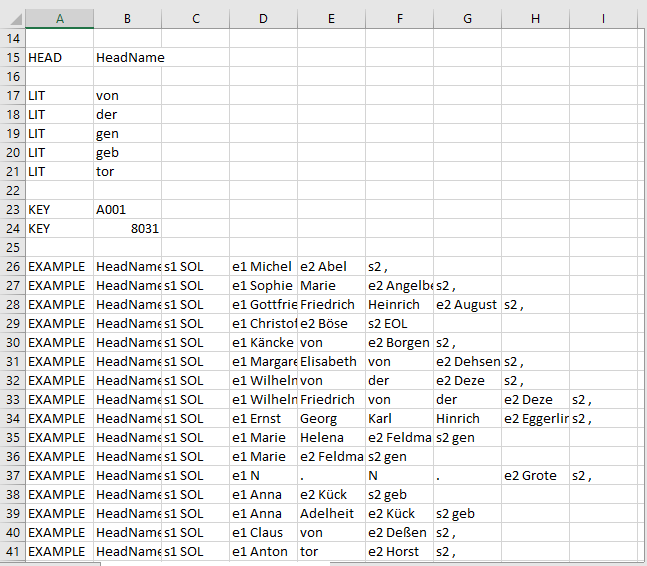 A B C D E F G H I
14
15 HEAD HeadName
16
17 LIT von
18 LIT der
19 LIT gen
20 LIT geb
21 LIT tor
22
23 KEY A001
24 KEY 8031
25
26 EXAMPLE HeadName s1 SOL e1 Michel e2 Abel s2 ,
27 EXAMPLE HeadName s1 SOL e1 Sophie Marie e2 Angelbe s2 ,
28 EXAMPLE HeadName s1 SOL e1 Gottfrie Friedrich Heinrich e2 August s2 ,
29 EXAMPLE HeadName s1 SOL e1 Christof e2 Böse s2 EOL
30 EXAMPLE HeadName s1 SOL e1 Käncke von e2 Borgen s2 ,
31 EXAMPLE HeadName s1 SOL e1 Margare Elisabeth von e2 Dehsen s2 ,
32 EXAMPLE HeadName s1 SOL e1 Wilhelm von der e2 Deze s2 ,
33 EXAMPLE HeadName s1 SOL e1 Wilhelm Friedrich von der e2 Deze s2 ,
34 EXAMPLE HeadName s1 SOL e1 Ernst Georg Karl Hinrich e2 Eggerlin s2 ,
35 EXAMPLE HeadName s1 SOL e1 Marie Helena e2 Feldma s2 gen
36 EXAMPLE HeadName s1 SOL e1 Marie e2 Feldma s2 gen
37 EXAMPLE HeadName s1 SOL e1 N . N . e2 Grote s2 ,
38 EXAMPLE HeadName s1 SOL e1 Anna e2 Kück s2 geb
39 EXAMPLE HeadName s1 SOL e1 Anna Adelheit e2 Kück s2 geb
40 EXAMPLE HeadName s1 SOL e1 Claus von e2 Deßen s2 ,
41 EXAMPLE HeadName s1 SOL e1 Anton tor e2 Horst s2 ,